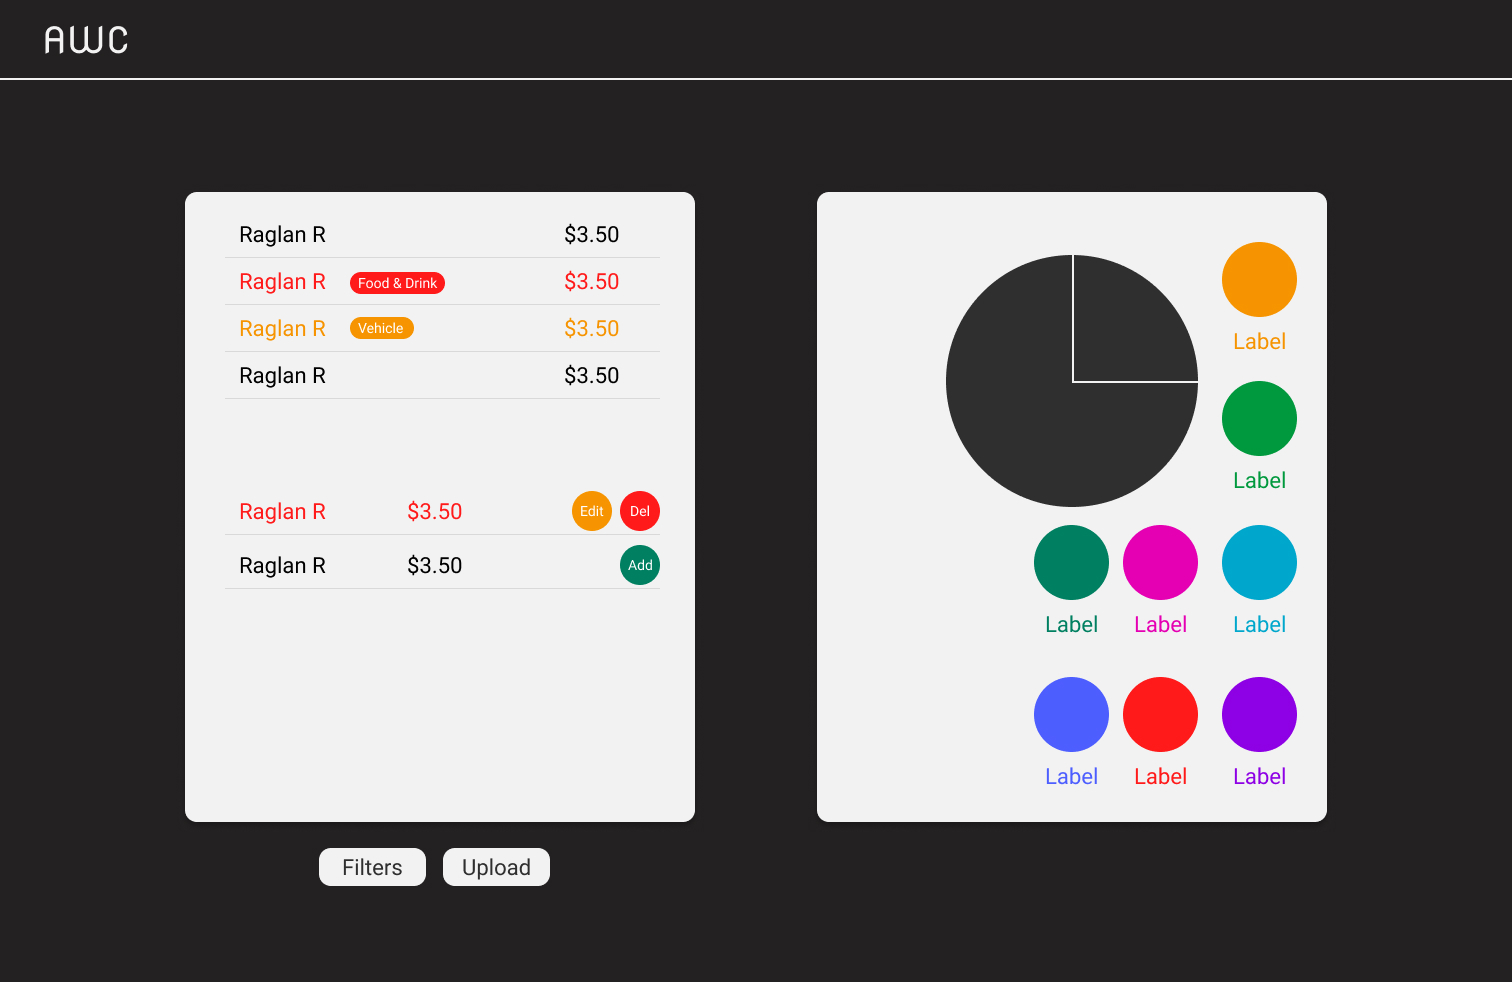 AWC
Raglan R $3.50
Raglan R Food & Drink $3.50
Raglan R Vehicle $3.50
Raglan R $3.50
Raglan R $3.50 Edit Del
Raglan R $3.50 Add
Filters Upload
Label
Label
Label Label Label
Label Label Label